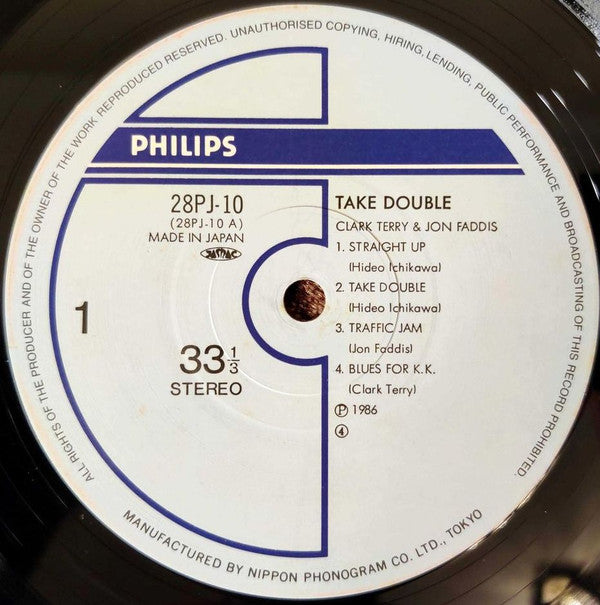 ALL RIGHTS OF THE PRODUCER AND OF THE OWNER OF THE WORK REPRODUCED RESERVED. UNAUTHORISED COPYING, HIRING, LENDING, PUBLIC PERFORMANCE AND BROADCASTING OF THIS RECORD PROHIBITED.
PHILIPS
28PJ-10
(28PJ-10 A)
MADE IN JAPAN
JASRAC
1
33 1/3
STEREO
TAKE DOUBLE
CLARK TERRY & JON FADDIS
1. STRAIGHT UP
(Hideo Ichikawa)
2. TAKE DOUBLE
(Hideo Ichikawa)
3. TRAFFIC JAM
(Jon Faddis)
4. BLUES FOR K.K.
(Clark Terry)
Ⓟ 1986
④
MANUFACTURED BY NIPPON PHONOGRAM CO. LTD., TOKYO